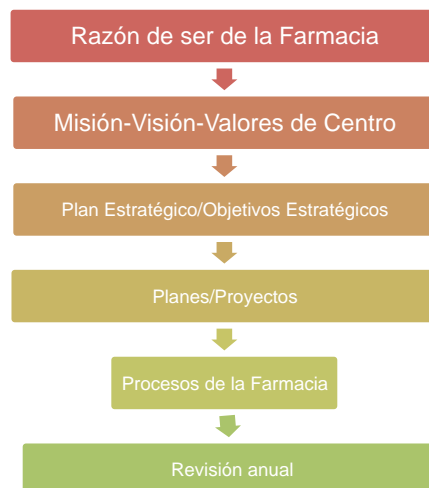 Razón de ser de la Farmacia
Misión-Visión-Valores de Centro
Plan Estratégico/Objetivos Estratégicos
Planes/Proyectos
Procesos de la Farmacia
Revisión anual